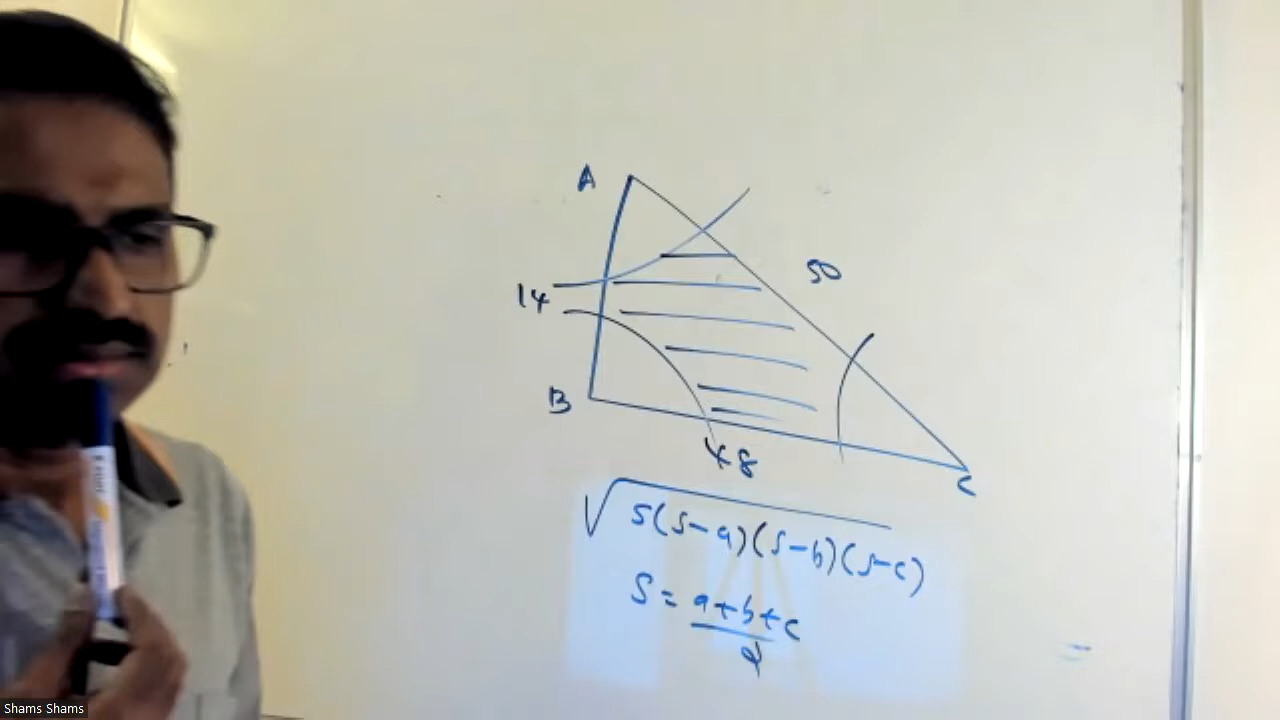 A
50
14
B
48
C
√s(s-a)(s-b)(s-c)
S = a+b+c
2
Shams Shams